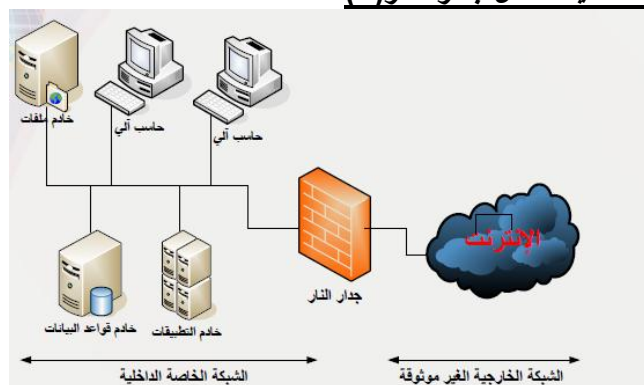 خادم ملفات
حاسب آلي
حاسب آلي
الإنترنت
جدار النار
خادم قواعد البيانات
خادم التطبيقات
الشبكة الخاصة الداخلية
الشبكة الخارجية الغير موثوقة